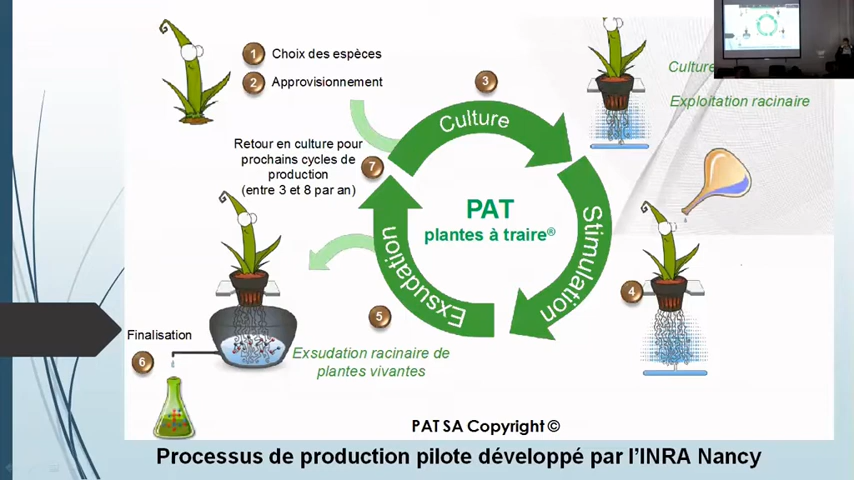 1 Choix des espèces
2 Approvisionnement
3
Culture
Culture
Exploitation racinaire
Retour en culture pour
prochains cycles de
production
(entre 3 et 8 par an)
7
PAT
plantes à traire®
Stimulation
Exsudation
4
5
Exsudation racinaire de
plantes vivantes
Finalisation
6
PAT SA Copyright ©
Processus de production pilote développé par l'INRA Nancy